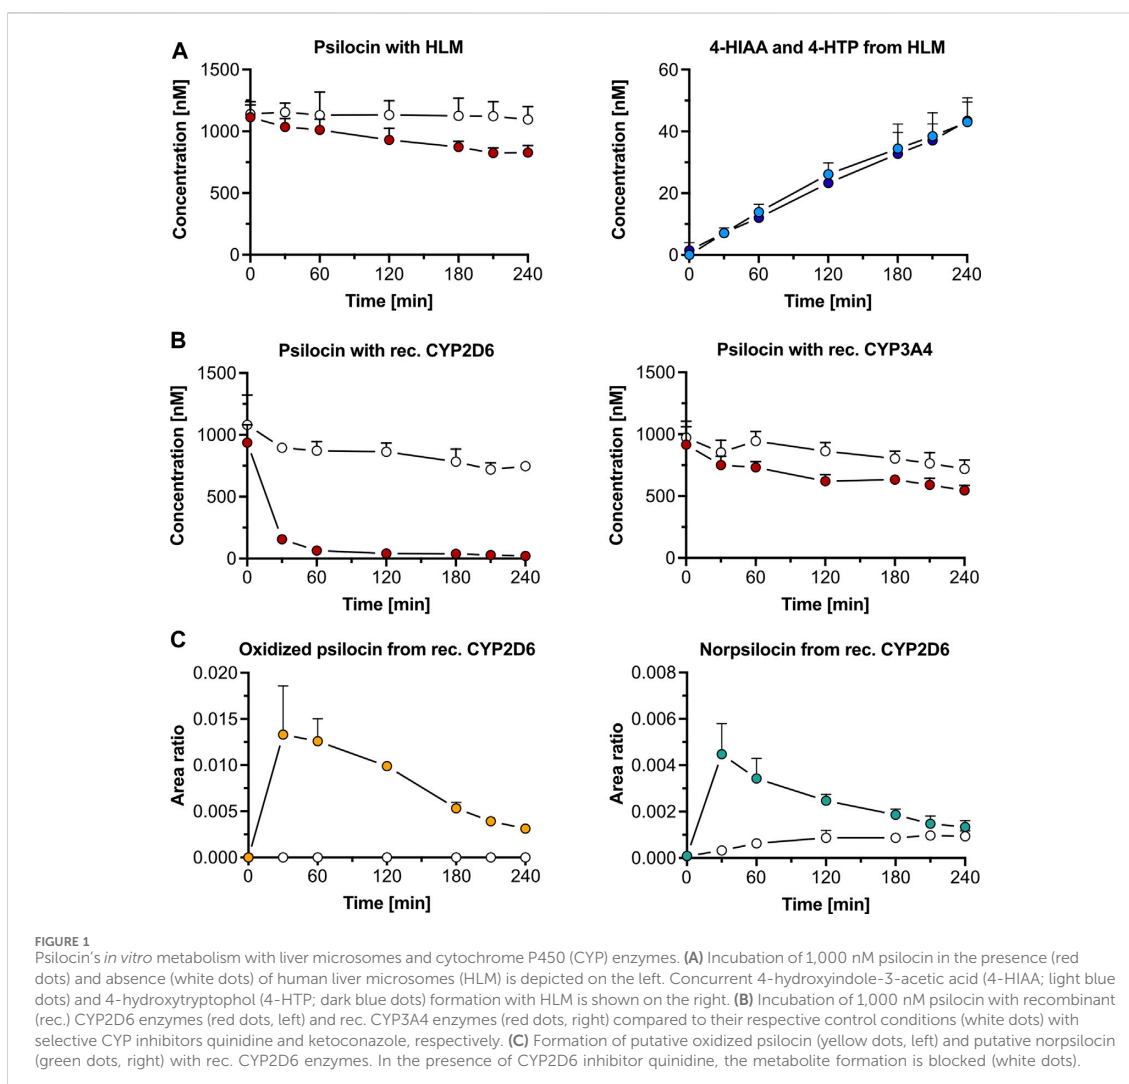 A
Psilocin with HLM
4-HIAA and 4-HTP from HLM
Concentration [nM]
1500
1000
500
0
0 60 120 180 240
Time [min]
Concentration [nM]
60
40
20
0
0 60 120 180 240
Time [min]
B
Psilocin with rec. CYP2D6
Psilocin with rec. CYP3A4
Concentration [nM]
1500
1000
500
0
0 60 120 180 240
Time [min]
Concentration [nM]
1500
1000
500
0
0 60 120 180 240
Time [min]
C
Oxidized psilocin from rec. CYP2D6
Norpsilocin from rec. CYP2D6
Area ratio
0.020
0.015
0.010
0.005
0.000
0 60 120 180 240
Time [min]
Area ratio
0.008
0.006
0.004
0.002
0.000
0 60 120 180 240
Time [min]
FIGURE 1
Psilocin's in vitro metabolism with liver microsomes and cytochrome P450 (CYP) enzymes. (A) Incubation of 1,000 nM psilocin in the presence (red
dots) and absence (white dots) of human liver microsomes (HLM) is depicted on the left. Concurrent 4-hydroxyindole-3-acetic acid (4-HIAA; light blue
dots) and 4-hydroxytryptophol (4-HTP; dark blue dots) formation with HLM is shown on the right. (B) Incubation of 1,000 nM psilocin with recombinant
(rec.) CYP2D6 enzymes (red dots, left) and rec. CYP3A4 enzymes (red dots, right) compared to their respective control conditions (white dots) with
selective CYP inhibitors quinidine and ketoconazole, respectively. (C) Formation of putative oxidized psilocin (yellow dots, left) and putative norpsilocin
(green dots, right) with rec. CYP2D6 enzymes. In the presence of CYP2D6 inhibitor quinidine, the metabolite formation is blocked (white dots).